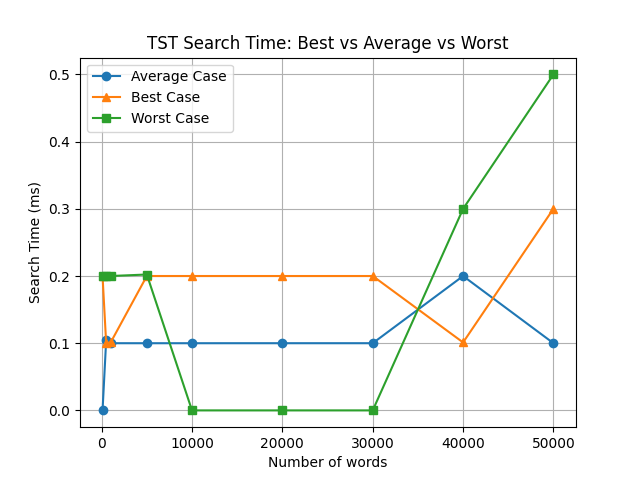 TST Search Time: Best vs Average vs Worst
Average Case
Best Case
Worst Case
Search Time (ms)
0.5
0.4
0.3
0.2
0.1
0.0
0 10000 20000 30000 40000 50000
Number of words